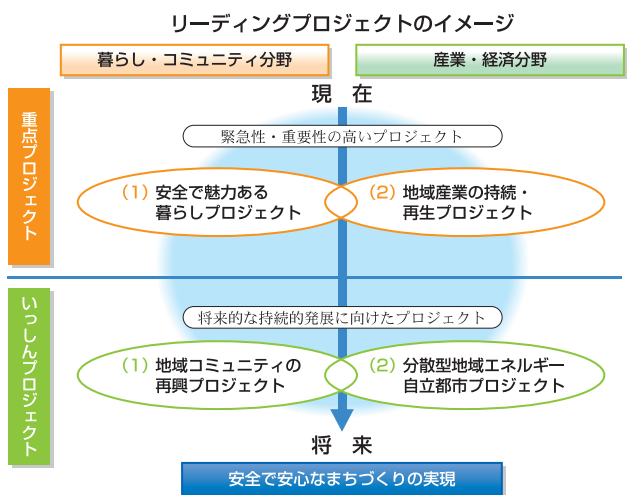 リーディングプロジェクトのイメージ
暮らし・コミュニティ分野
産業・経済分野
現 在
重点プロジェクト
緊急性・重要性の高いプロジェクト
(1) 安全で魅力ある
暮らしプロジェクト
(2) 地域産業の持続・
再生プロジェクト
いっしんプロジェクト
将来的な持続的発展に向けたプロジェクト
(1) 地域コミュニティの
再興プロジェクト
(2) 分散型地域エネルギー
自立都市プロジェクト
将 来
安全で安心なまちづくりの実現